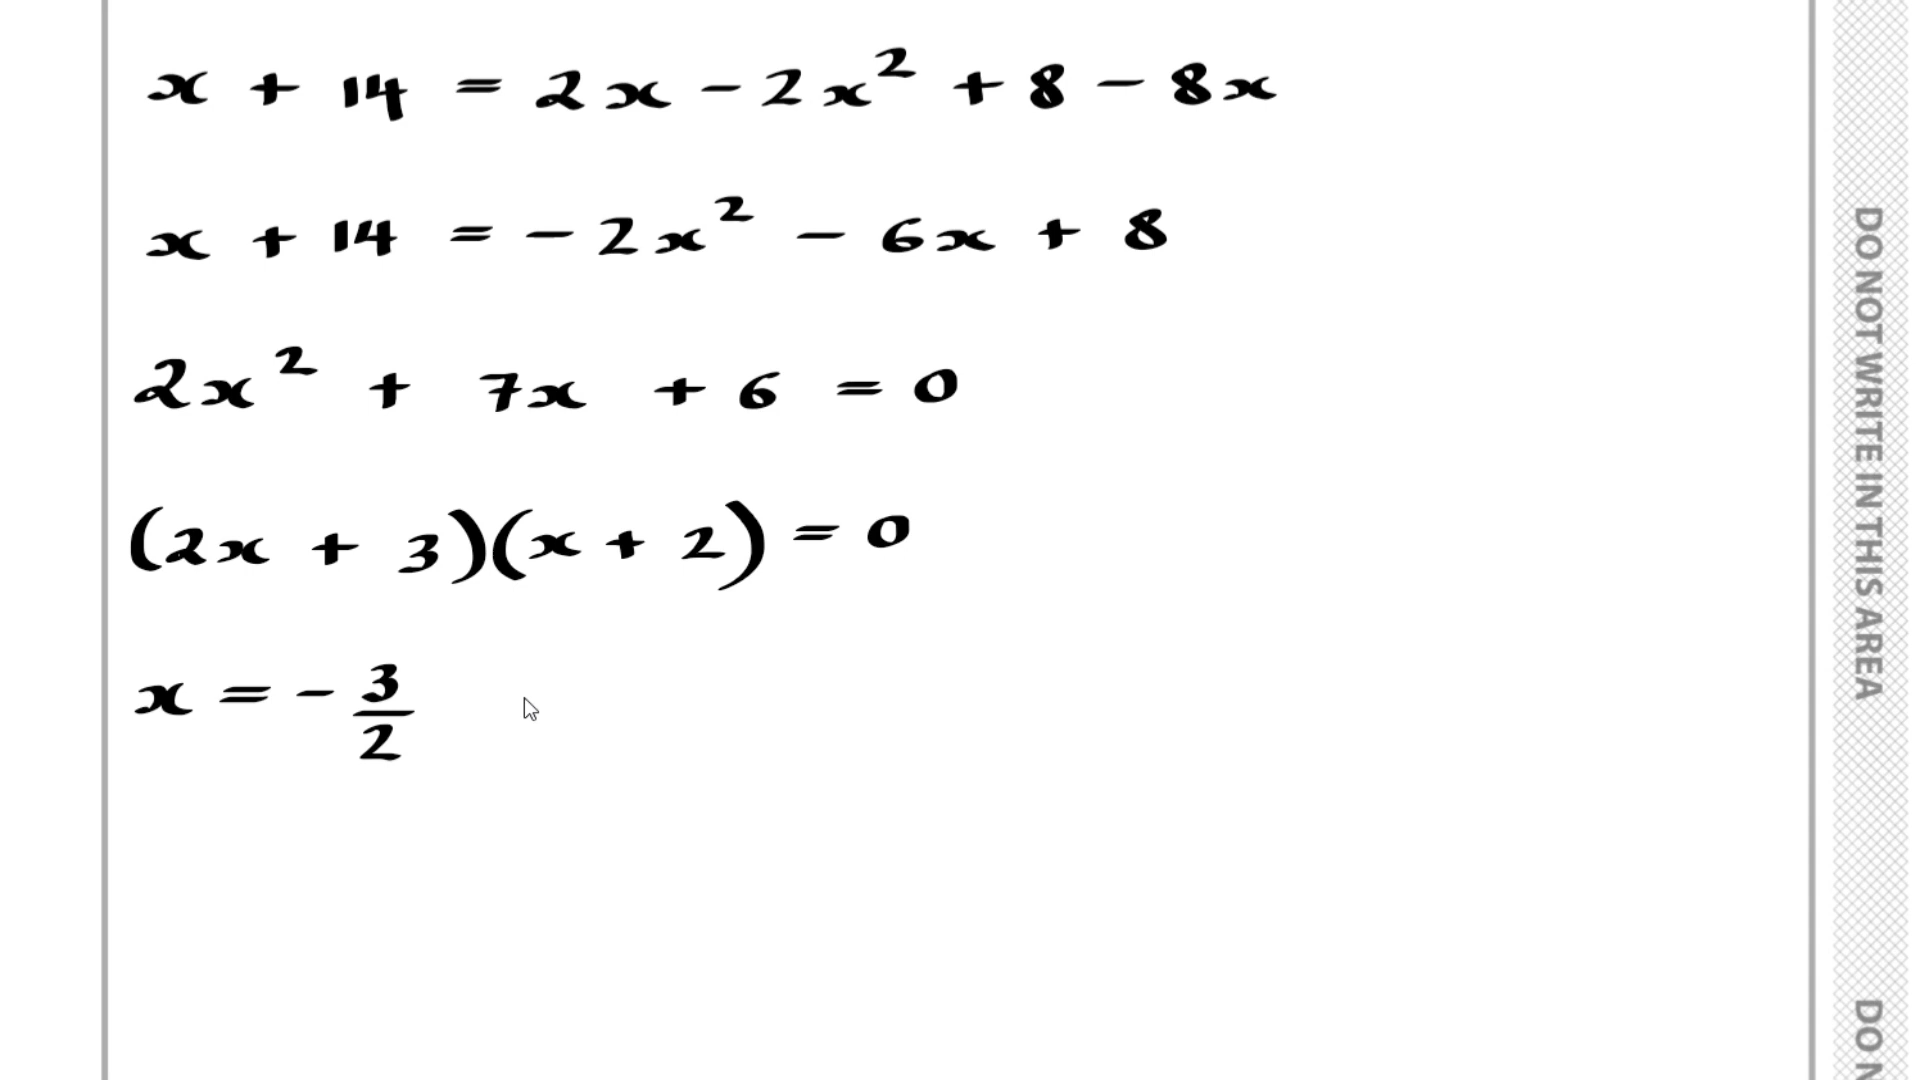 x + 14 = 2x - 2x² + 8 - 8x
x + 14 = - 2x² - 6x + 8
2x² + 7x + 6 = 0
(2x + 3)(x + 2) = 0
x = - 3/2
DO NOT WRITE IN THIS AREA
DO N